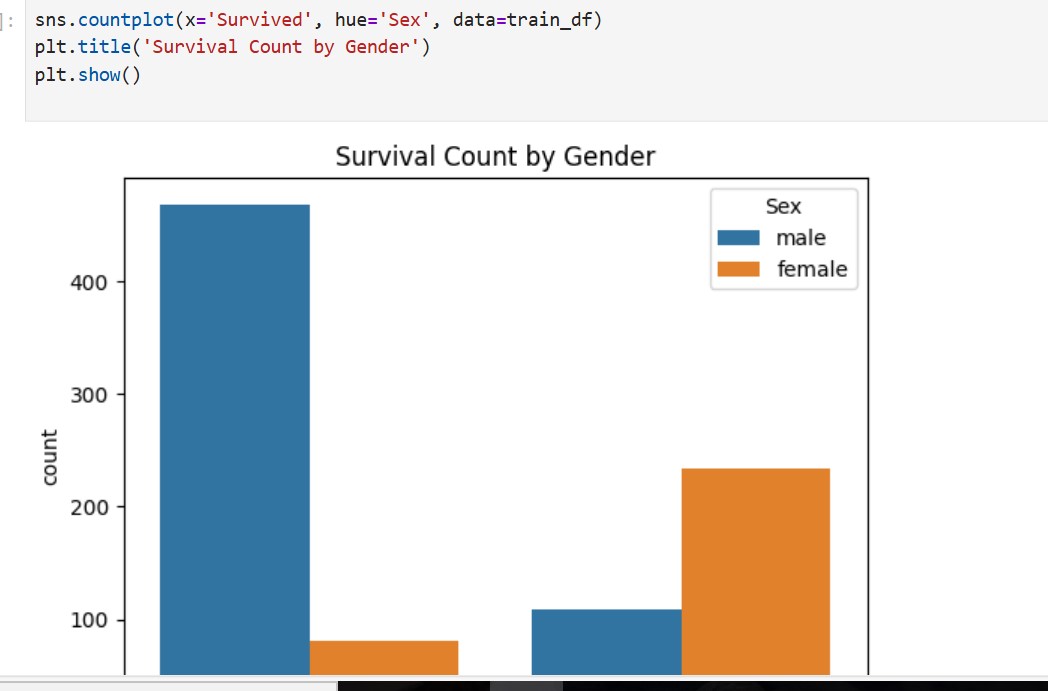 ]:
sns.countplot(x='Survived', hue='Sex', data=train_df)
plt.title('Survival Count by Gender')
plt.show()
Survival Count by Gender
Sex
male
female
400
300
200
100
count